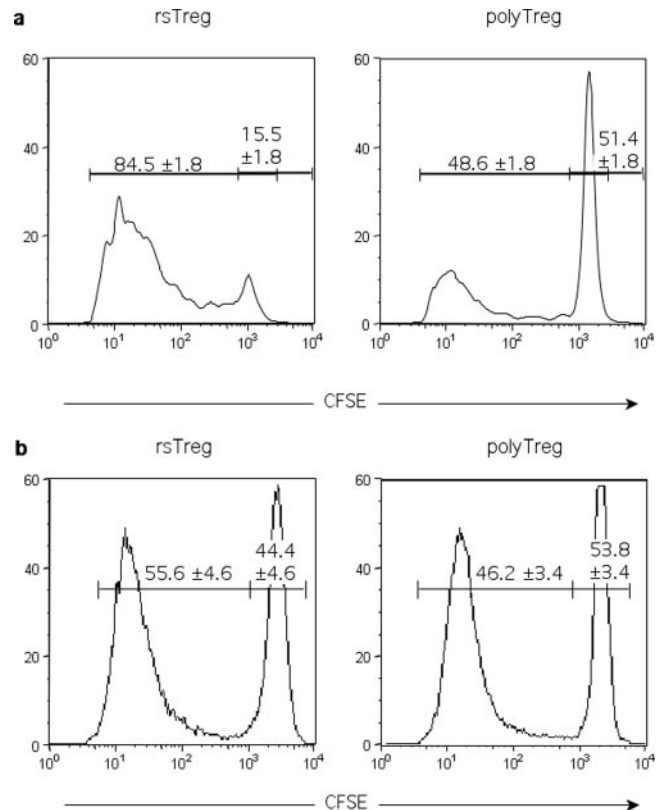 a
rsTreg
polyTreg
60
40
20
0
84.5 ±1.8
15.5
±1.8
10⁰ 10¹ 10² 10³ 10⁴
60
40
20
0
48.6 ±1.8
51.4
±1.8
10⁰ 10¹ 10² 10³ 10⁴
CFSE
b
rsTreg
polyTreg
60
40
20
0
55.6 ±4.6
44.4
±4.6
10⁰ 10¹ 10² 10³ 10⁴
60
40
20
0
46.2 ±3.4
53.8
±3.4
10⁰ 10¹ 10² 10³ 10⁴
CFSE